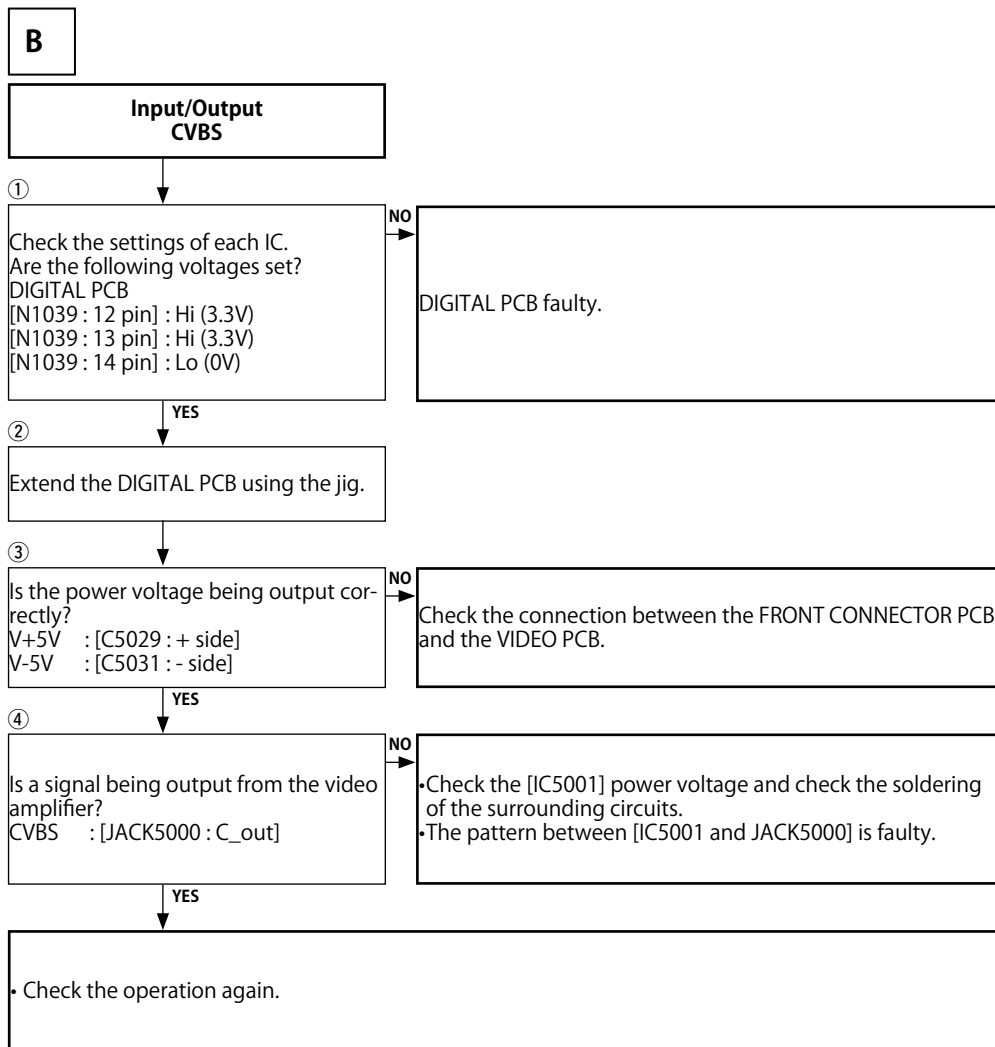 B
Input/Output
CVBS
①
Check the settings of each IC.
Are the following voltages set?
DIGITAL PCB
[N1039 : 12 pin] : Hi (3.3V)
[N1039 : 13 pin] : Hi (3.3V)
[N1039 : 14 pin] : Lo (0V)
NO
DIGITAL PCB faulty.
YES
②
Extend the DIGITAL PCB using the jig.
③
Is the power voltage being output cor-
rectly?
V+5V : [C5029 : + side]
V-5V : [C5031 : - side]
NO
Check the connection between the FRONT CONNECTOR PCB
and the VIDEO PCB.
YES
④
Is a signal being output from the video
amplifier?
CVBS : [JACK5000 : C_out]
NO
•Check the [IC5001] power voltage and check the soldering
of the surrounding circuits.
•The pattern between [IC5001 and JACK5000] is faulty.
YES
• Check the operation again.